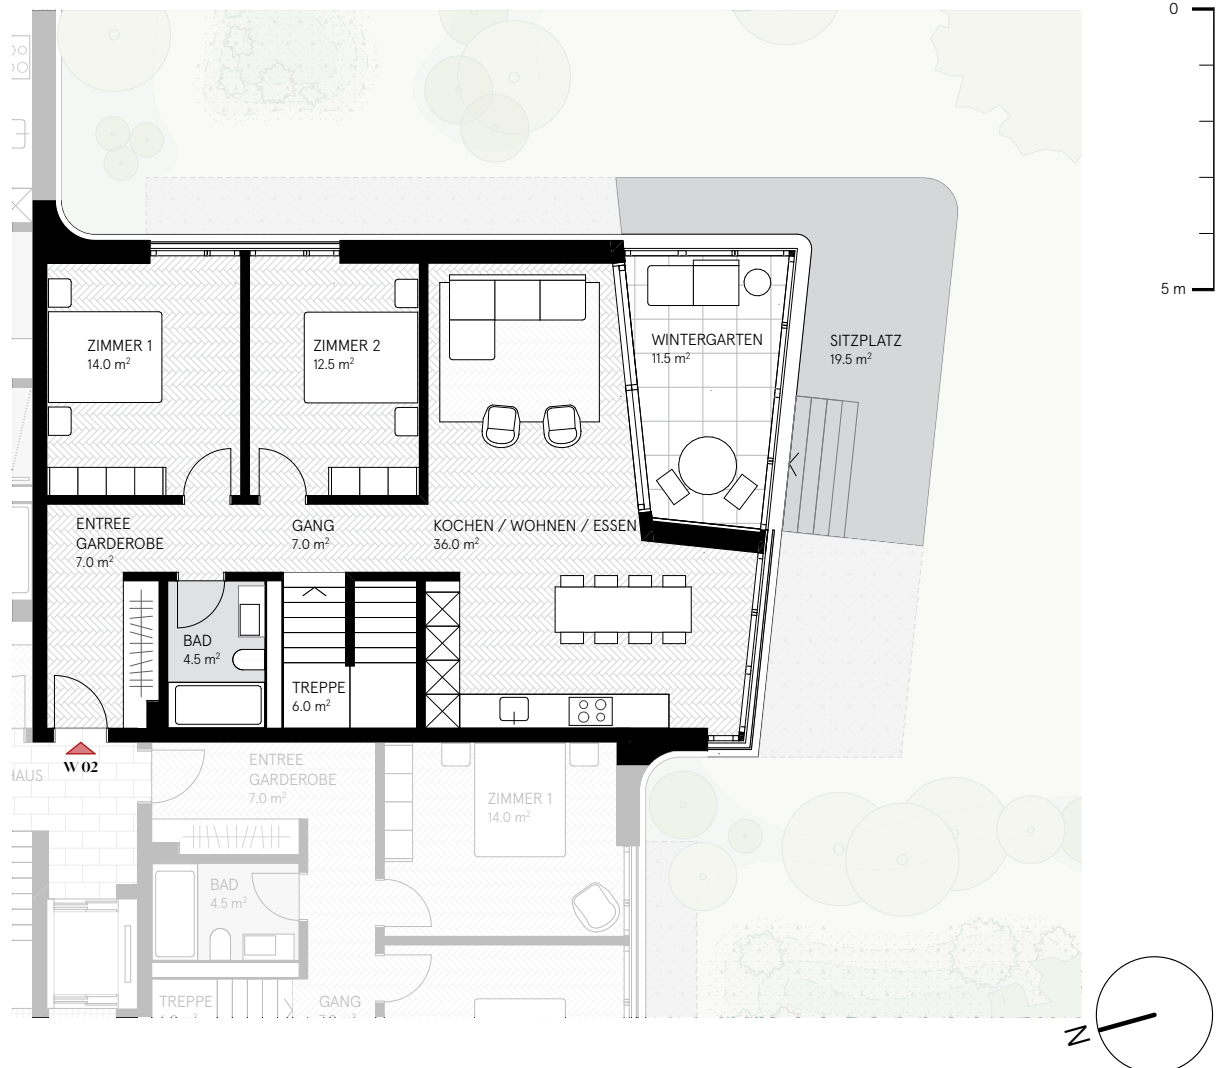 0
5 m
ZIMMER 1
14.0 m²
ZIMMER 2
12.5 m²
WINTERGARTEN
11.5 m²
SITZPLATZ
19.5 m²
ENTREE
GARDEROBE
7.0 m²
GANG
7.0 m²
KOCHEN / WOHNEN / ESSEN
36.0 m²
BAD
4.5 m²
TREPPE
6.0 m²
W 02
HAUS
ENTREE
GARDEROBE
7.0 m²
ZIMMER 1
14.0 m²
BAD
4.5 m²
TREPPE
GANG
N